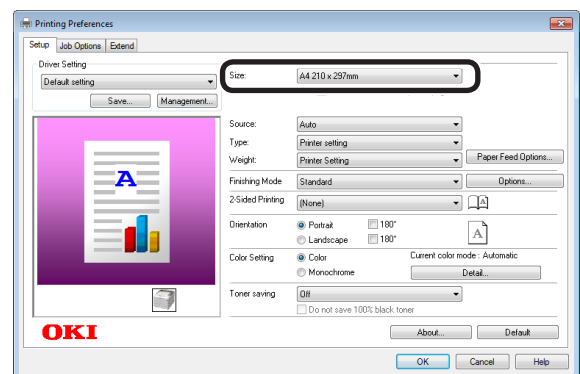 Printing Preferences
Setup Job Options Extend
Driver Setting
Default setting
Save... Management...
Size: A4 210 x 297mm
Source: Auto
Type: Printer setting
Weight: Printer Setting Paper Feed Options...
Finishing Mode Standard Options...
2-Sided Printing (None)
Orientation Portrait 180°
Landscape 180°
A
A
Color Setting Color Current color mode : Automatic
Monochrome Detail...
Toner saving Off
Do not save 100% black toner
OKI
About... Default
OK Cancel Help